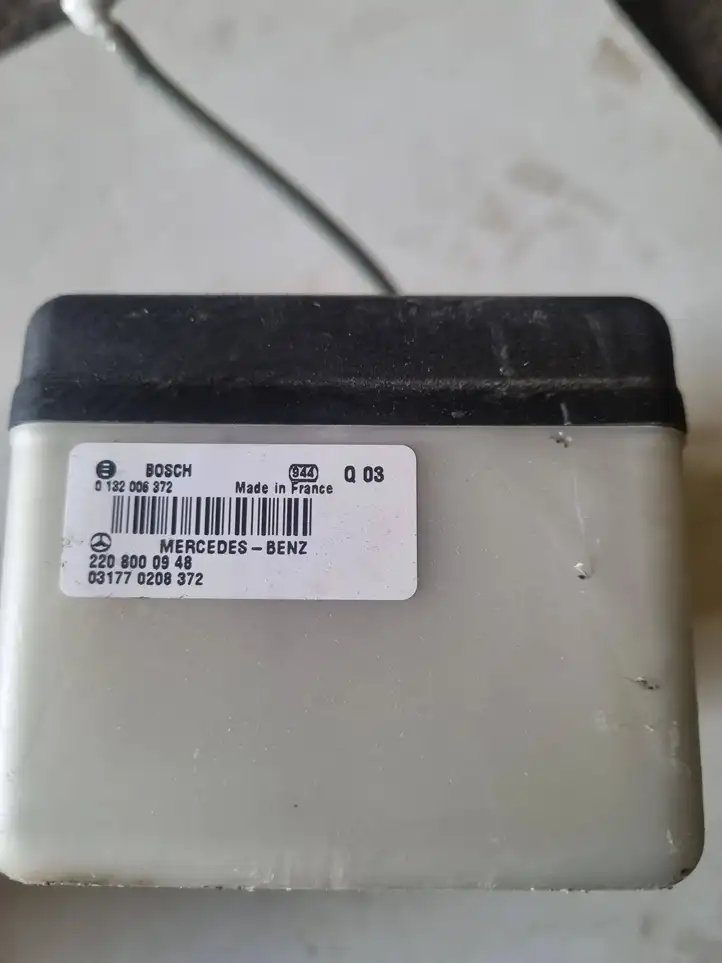 BOSCH 944 Q 03
0 132 006 372 Made in France
MERCEDES-BENZ
220 800 09 48
03177 0208 372